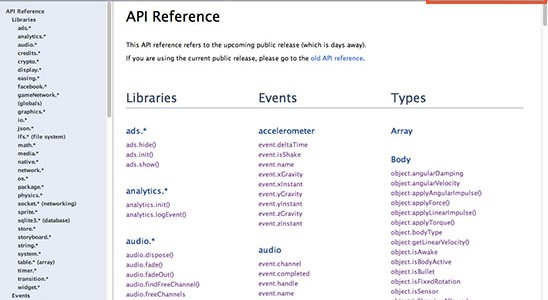 API Reference
Libraries
ads.*
analytics.*
audio.*
credits.*
crypto.*
display.*
easing.*
facebook.*
gameNetwork.*
(globals)
graphics.*
io.*
json.*
lfs.* (file system)
math.*
media.*
native.*
network.*
os.*
package.*
physics.*
socket.* (networking)
sprite.*
sqlite3.* (database)
store.*
storyboard.*
string.*
system.*
table.* (array)
timer.*
transition.*
widget.*
Events
API Reference
This API reference refers to the upcoming public release (which is days away).
If you are using the current public release, please go to the old API reference.
Libraries
ads.*
ads.hide()
ads.init()
ads.show()
analytics.*
analytics.init()
analytics.logEvent()
audio.*
audio.dispose()
audio.fade()
audio.fadeOut()
audio.findFreeChannel()
audio.freeChannels
Events
accelerometer
event.deltaTime
event.isShake
event.name
event.xGravity
event.xInstant
event.yGravity
event.yInstant
event.zGravity
event.zInstant
audio
event.channel
event.completed
event.handle
event.name
Types
Array
Body
object.angularDamping
object.angularVelocity
object.applyAngularImpulse()
object.applyForce()
object.applyLinearImpulse()
object.applyTorque()
object.bodyType
object.getLinearVelocity()
object.isAwake
object.isBodyActive
object.isBullet
object.isFixedRotation
object.isSensor